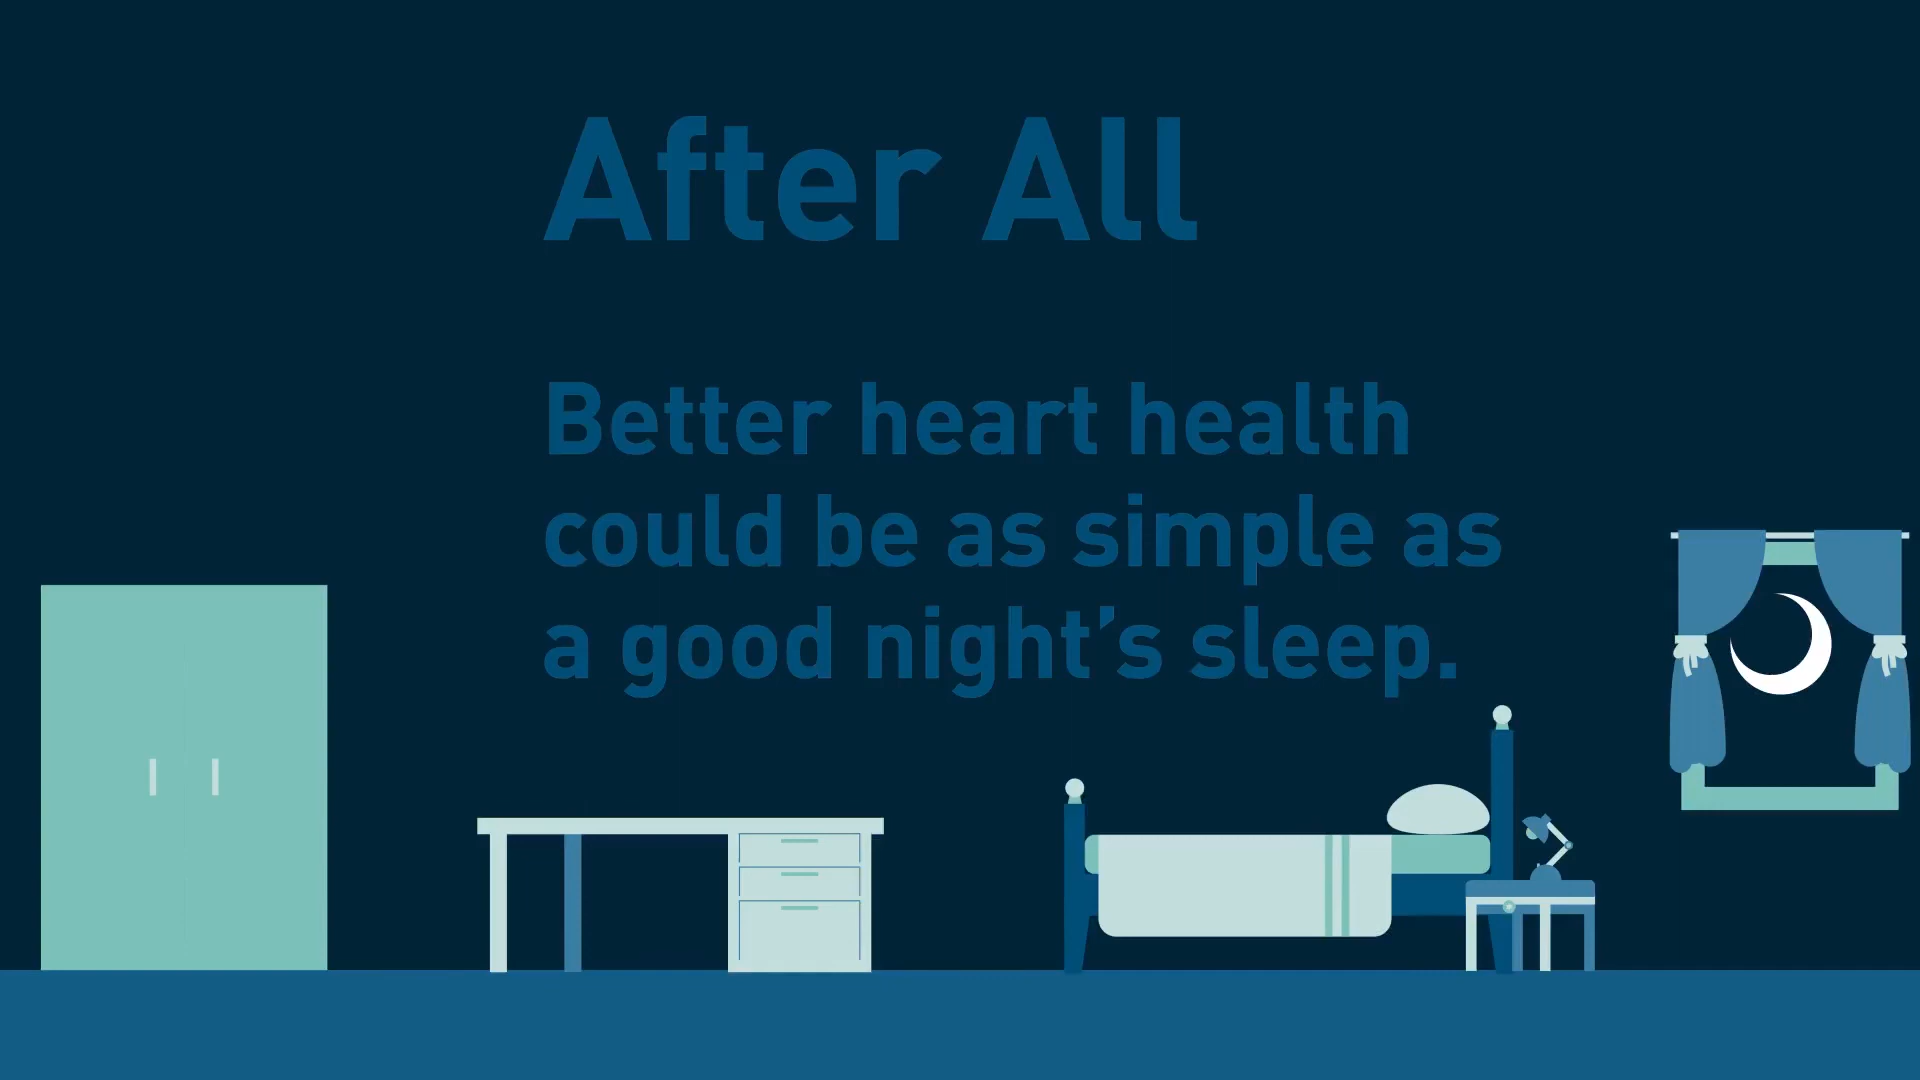 After All
Better heart health
could be as simple as
a good night’s sleep.